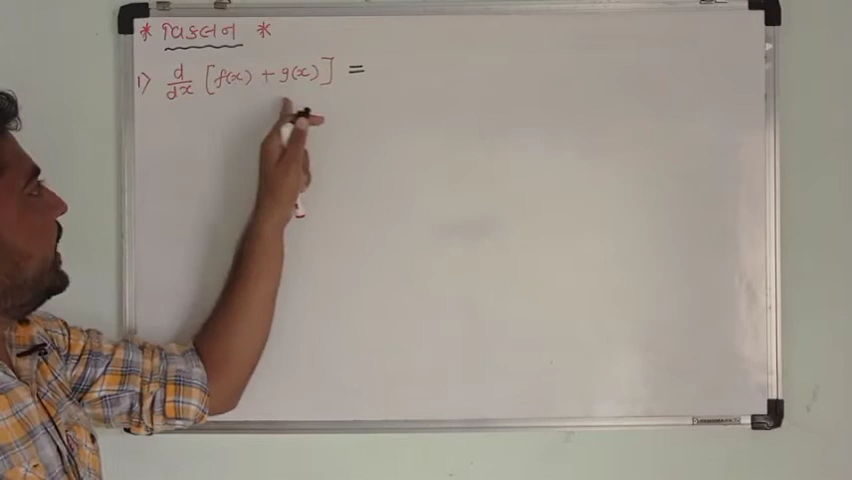 * વિકલન *
1) d/dx [f(x) + g(x)] =